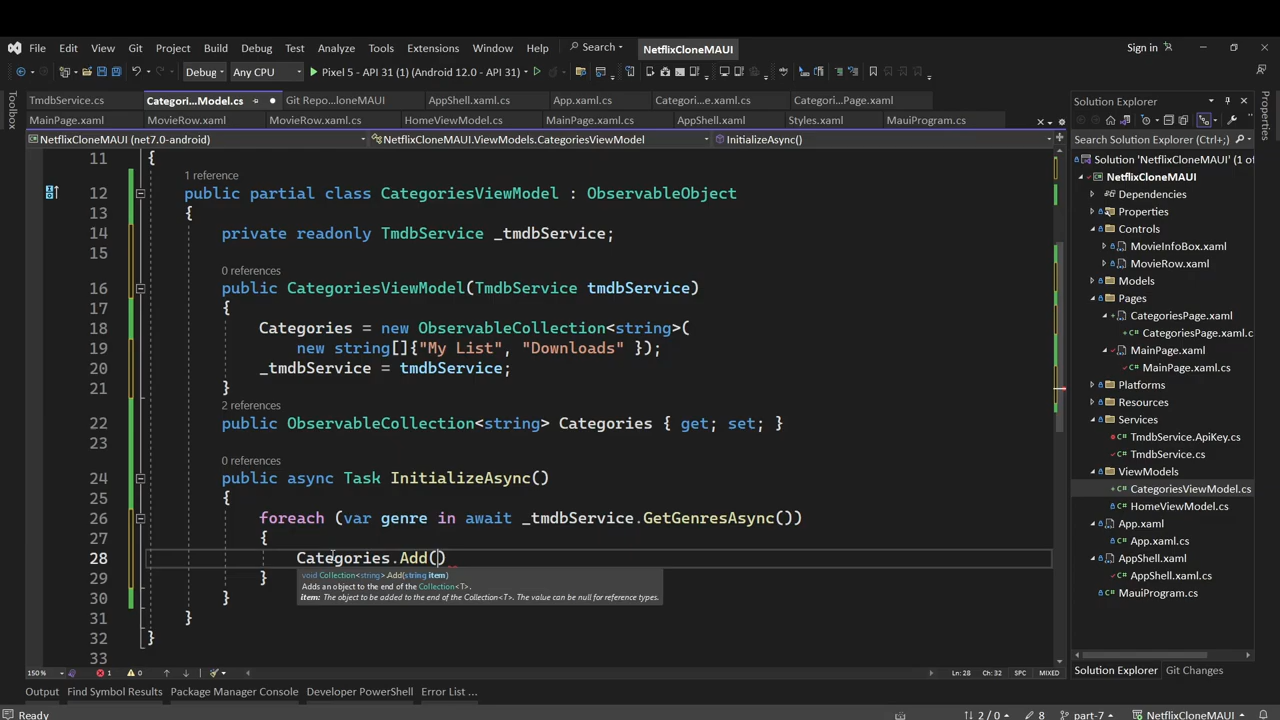 File Edit View Git Project Build Debug Test Analyze Tools Extensions Window Help Search NetflixCloneMAUI Sign in
Debug Any CPU Pixel 5 - API 31 (1) (Android 12.0 - API 31)
TmdbService.cs Categori...Model.cs Git Repo...loneMAUI AppShell.xaml.cs App.xaml.cs Categori...e.xaml.cs Categori...Page.xaml
MainPage.xaml MovieRow.xaml MovieRow.xaml.cs HomeViewModel.cs MainPage.xaml.cs AppShell.xaml Styles.xaml MauiProgram.cs
NetflixCloneMAUI (net7.0-android) NetflixCloneMAUI.ViewModels.CategoriesViewModel InitializeAsync()
Toolbox
11 {
1 reference
12 public partial class CategoriesViewModel : ObservableObject
13 {
14 private readonly TmdbService _tmdbService;
15
0 references
16 public CategoriesViewModel(TmdbService tmdbService)
17 {
18 Categories = new ObservableCollection<string>(
19 new string[]{"My List", "Downloads" });
20 _tmdbService = tmdbService;
21 }
2 references
22 public ObservableCollection<string> Categories { get; set; }
23
0 references
24 public async Task InitializeAsync()
25 {
26 foreach (var genre in await _tmdbService.GetGenresAsync())
27 {
28 Categories.Add()
void Collection<string>.Add(string item)
Adds an object to the end of the Collection<T>.
item: The object to be added to the end of the Collection<T>. The value can be null for reference types.
29 }
30 }
31 }
32 }
33
150 % 1 0 Ln: 28 Ch: 32 SPC MIXED
Output Find Symbol Results Package Manager Console Developer PowerShell Error List ...
Ready 2 / 0 8 part-7 NetflixCloneMAUI
Solution Explorer
Search Solution Explorer (Ctrl+;)
Solution 'NetflixCloneMAUI' (1 of
NetflixCloneMAUI
Dependencies
Properties
Controls
MovieInfoBox.xaml
MovieRow.xaml
Models
Pages
CategoriesPage.xaml
CategoriesPage.xaml.c
MainPage.xaml
MainPage.xaml.cs
Platforms
Resources
Services
TmdbService.ApiKey.cs
TmdbService.cs
ViewModels
CategoriesViewModel.cs
HomeViewModel.cs
App.xaml
App.xaml.cs
AppShell.xaml
AppShell.xaml.cs
MauiProgram.cs
Solution Explorer Git Changes
Properties